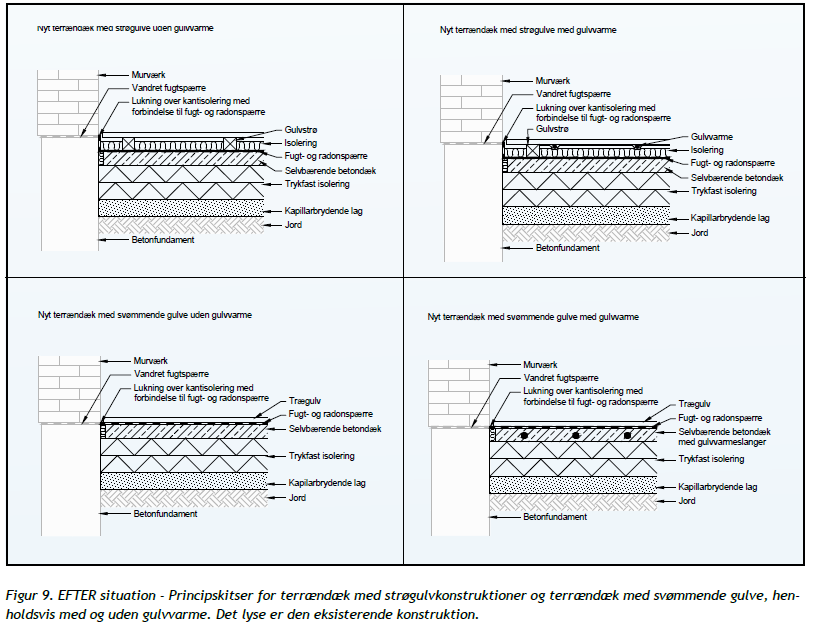 Nyt terrændæk med strøgulve uden gulvvarme
Murværk
Vandret fugtspærre
Lukning over kantisolering med
forbindelse til fugt- og radonspærre
Gulvstrø
Isolering
Fugt- og radonspærre
Selvbærende betondæk
Trykfast isolering
Kapillarbrydende lag
Jord
Betonfundament
Nyt terrændæk med strøgulve med gulvvarme
Murværk
Vandret fugtspærre
Lukning over kantisolering med
forbindelse til fugt- og radonspærre
Gulvstrø
Gulvvarme
Isolering
Fugt- og radonspærre
Selvbærende betondæk
Trykfast isolering
Kapillarbrydende lag
Jord
Betonfundament
Nyt terrændæk med svømmende gulve uden gulvvarme
Murværk
Vandret fugtspærre
Lukning over kantisolering med
forbindelse til fugt- og radonspærre
Trægulv
Fugt- og radonspærre
Selvbærende betondæk
Trykfast isolering
Kapilarbrydende lag
Jord
Betonfundament
Nyt terrændæk med svømmende gulve med gulvvarme
Murværk
Vandret fugtspærre
Lukning over kantisolering med
forbindelse til fugt- og radonspærre
Trægulv
Fugt- og radonspærre
Selvbærende betondæk
med gulvvarmeslanger
Trykfast isolering
Kapillarbrydende lag
Jord
Betonfundament
Figur 9. EFTER situation - Principskitser for terrændæk med strøgulvkonstruktioner og terrændæk med svømmende gulve, hen-
holdsvis med og uden gulvvarme. Det lyse er den eksisterende konstruktion.